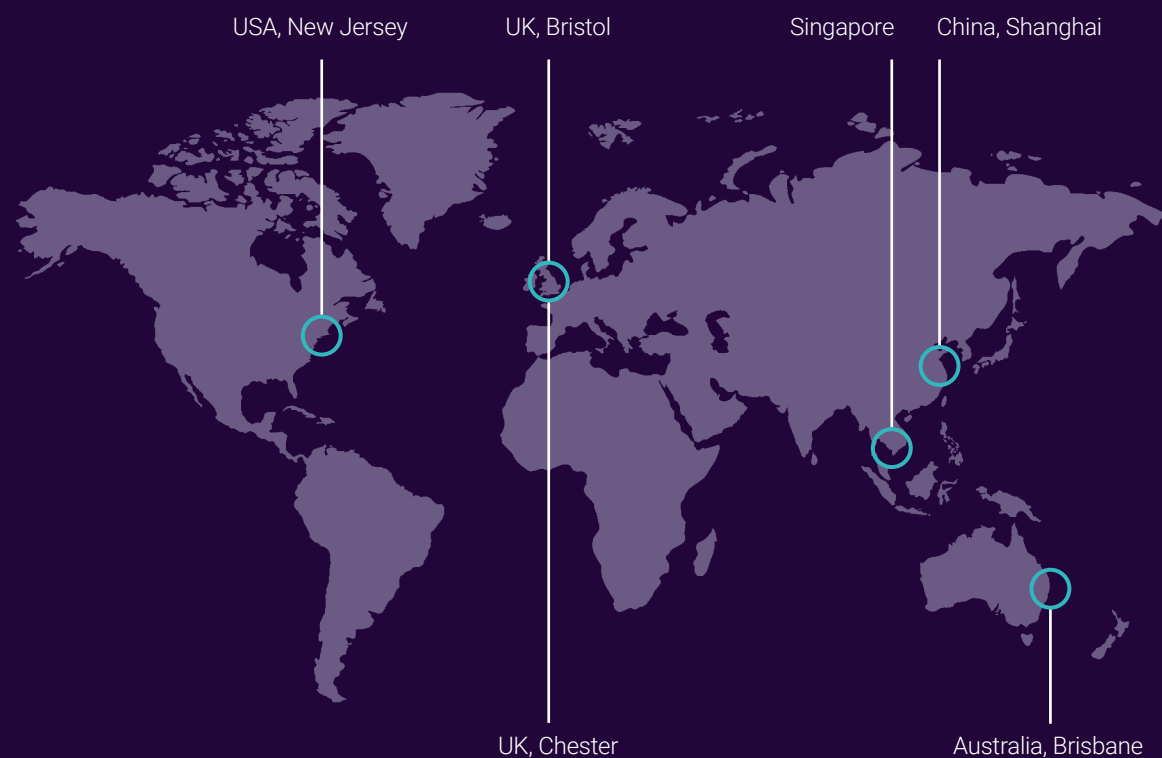 USA, New Jersey
UK, Bristol
Singapore
China, Shanghai
UK, Chester
Australia, Brisbane